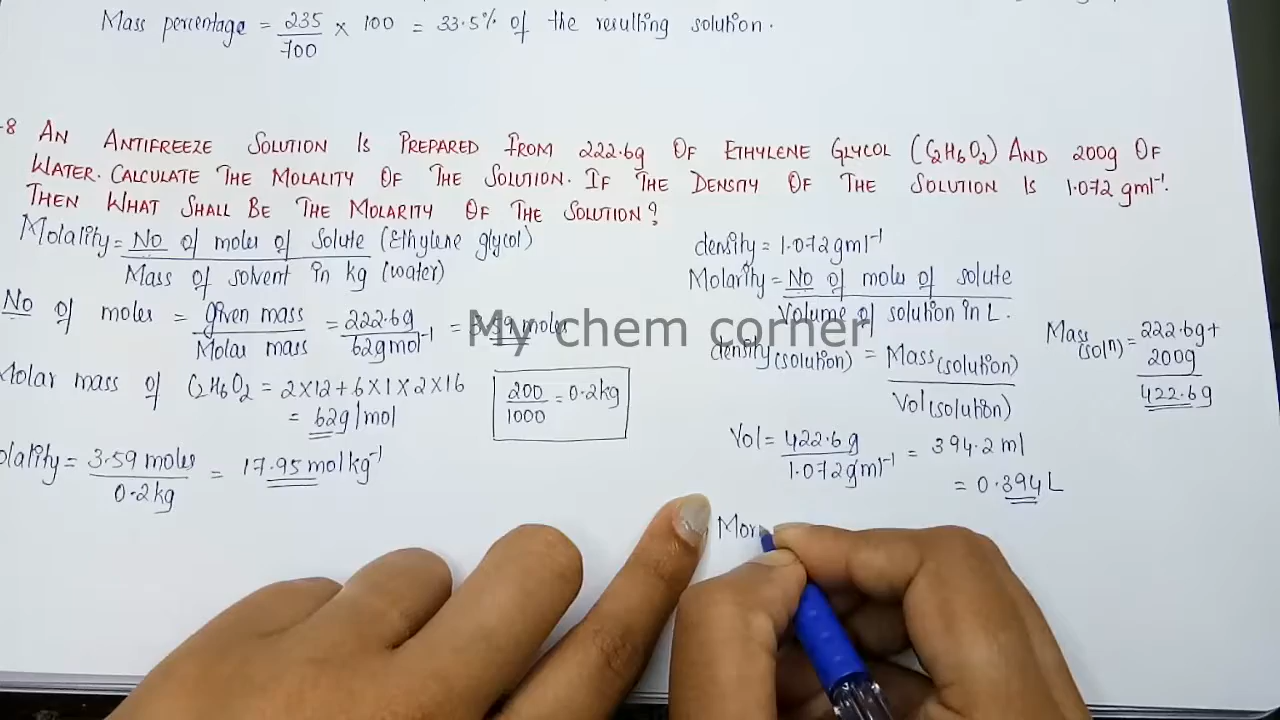 Mass percentage = 235/700 × 100 = 33.5% of the resulting solution.
-8 AN ANTIFREEZE SOLUTION IS PREPARED FROM 222.6g OF ETHYLENE GLYCOL (C2H6O2) AND 200g OF
WATER. CALCULATE THE MOLALITY OF THE SOLUTION. IF THE DENSITY OF THE SOLUTION IS 1.072 gml-1.
THEN WHAT SHALL BE THE MOLARITY OF THE SOLUTION?
Molality = No of moles of Solute (Ethylene glycol)
Mass of solvent in kg (water)
No of moles = given mass / Molar mass = 222.6g / 62gmol-1 = 3.59 moles
Molar mass of C2H6O2 = 2×12+6×1×2×16
= 62g/mol
200/1000 = 0.2kg
olality = 3.59 moles / 0.2kg = 17.95 mol kg-1
density = 1.072gml-1
Molarity = No of mole of solute
Volume of solution in L.
density(solution) = Mass(solution) / Vol(solution)
Mass(soln) = 222.6g+
200g
422.6g
Vol = 422.6g / 1.072gml-1 = 394.2 ml
= 0.394L
Mor
My chem corner